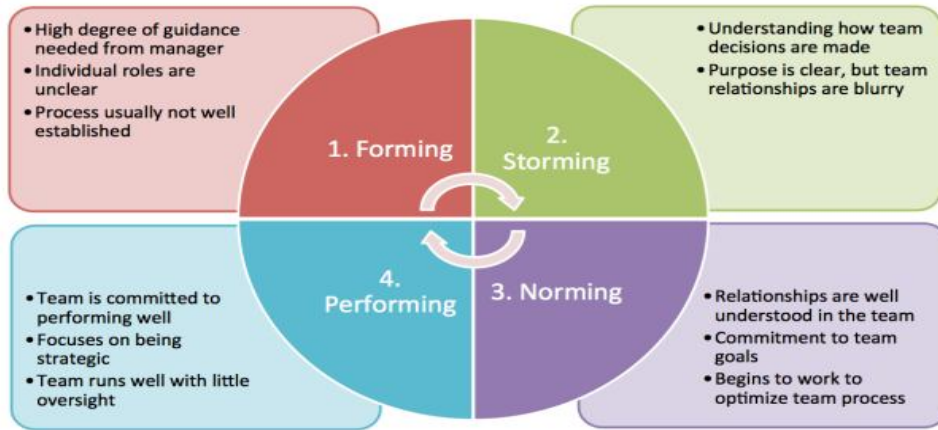 • High degree of guidance
needed from manager
• Individual roles are
unclear
• Process usually not well
established
1. Forming
2.
Storming
• Understanding how team
decisions are made
• Purpose is clear, but team
relationships are blurry
• Team is committed to
performing well
• Focuses on being
strategic
• Team runs well with little
oversight
4.
Performing
3. Norming
• Relationships are well
understood in the team
• Commitment to team
goals
• Begins to work to
optimize team process